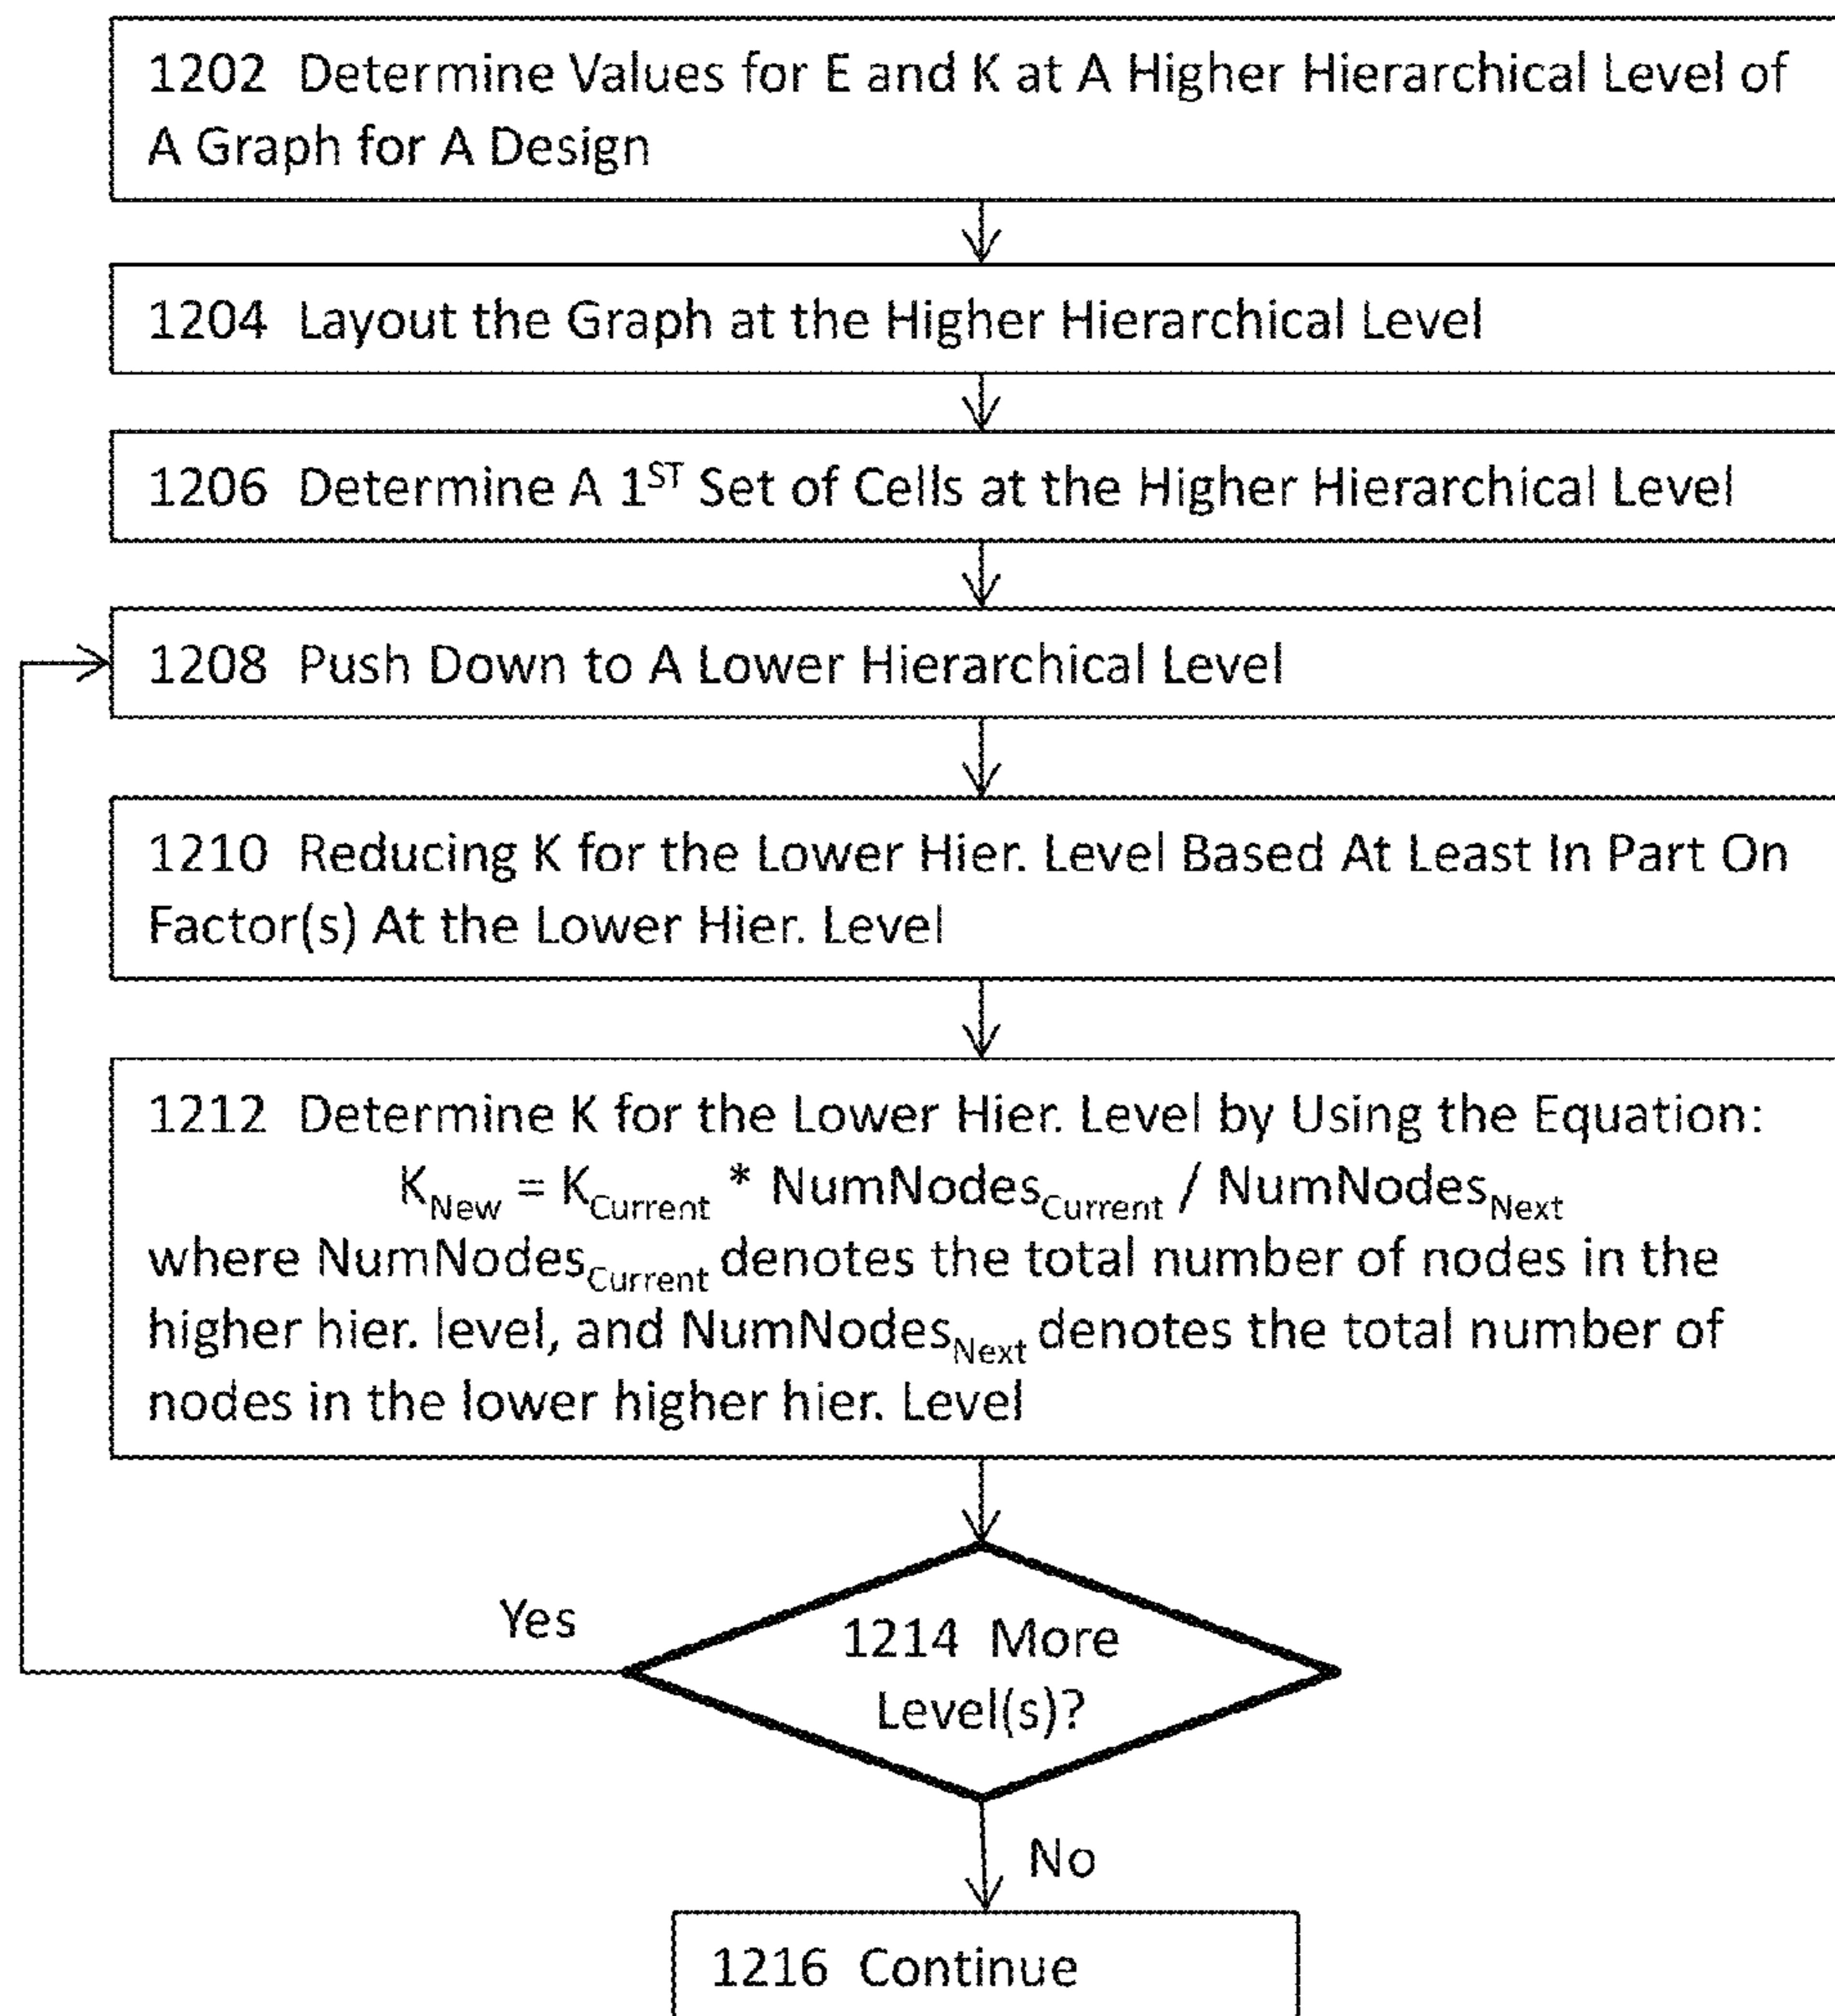 1202 Determine Values for E and K at A Higher Hierarchical Level of
A Graph for A Design
1204 Layout the Graph at the Higher Hierarchical Level
1206 Determine A 1ST Set of Cells at the Higher Hierarchical Level
1208 Push Down to A Lower Hierarchical Level
1210 Reducing K for the Lower Hier. Level Based At Least In Part On
Factor(s) At the Lower Hier. Level
1212 Determine K for the Lower Hier. Level by Using the Equation:
KNew = KCurrent * NumNodesCurrent / NumNodesNext
where NumNodesCurrent denotes the total number of nodes in the
higher hier. level, and NumNodesNext denotes the total number of
nodes in the lower higher hier. Level
Yes
1214 More
Level(s)?
No
1216 Continue